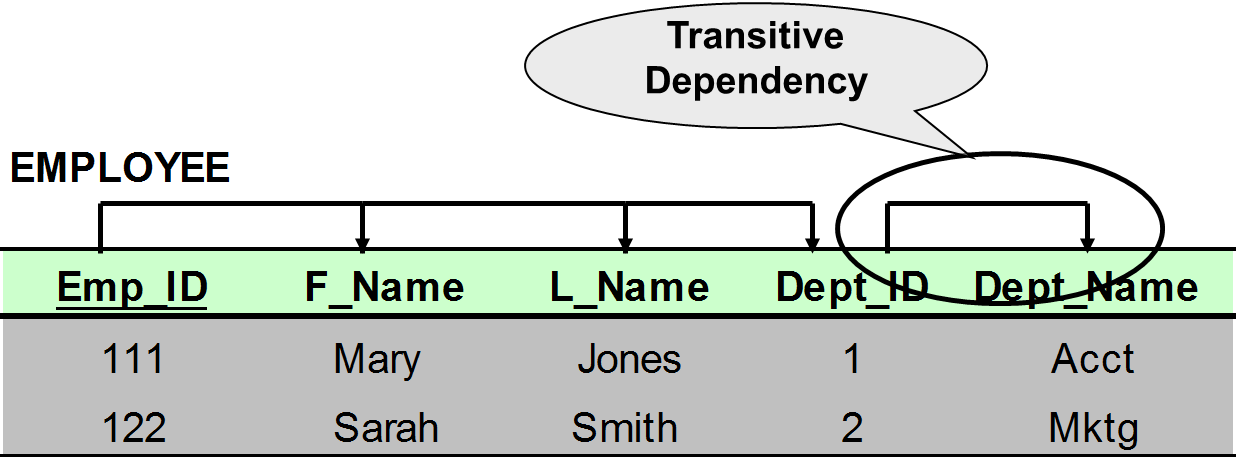 Transitive
Dependency
EMPLOYEE
Emp_ID F_Name L_Name Dept_ID Dept_Name
111 Mary Jones 1 Acct
122 Sarah Smith 2 Mktg